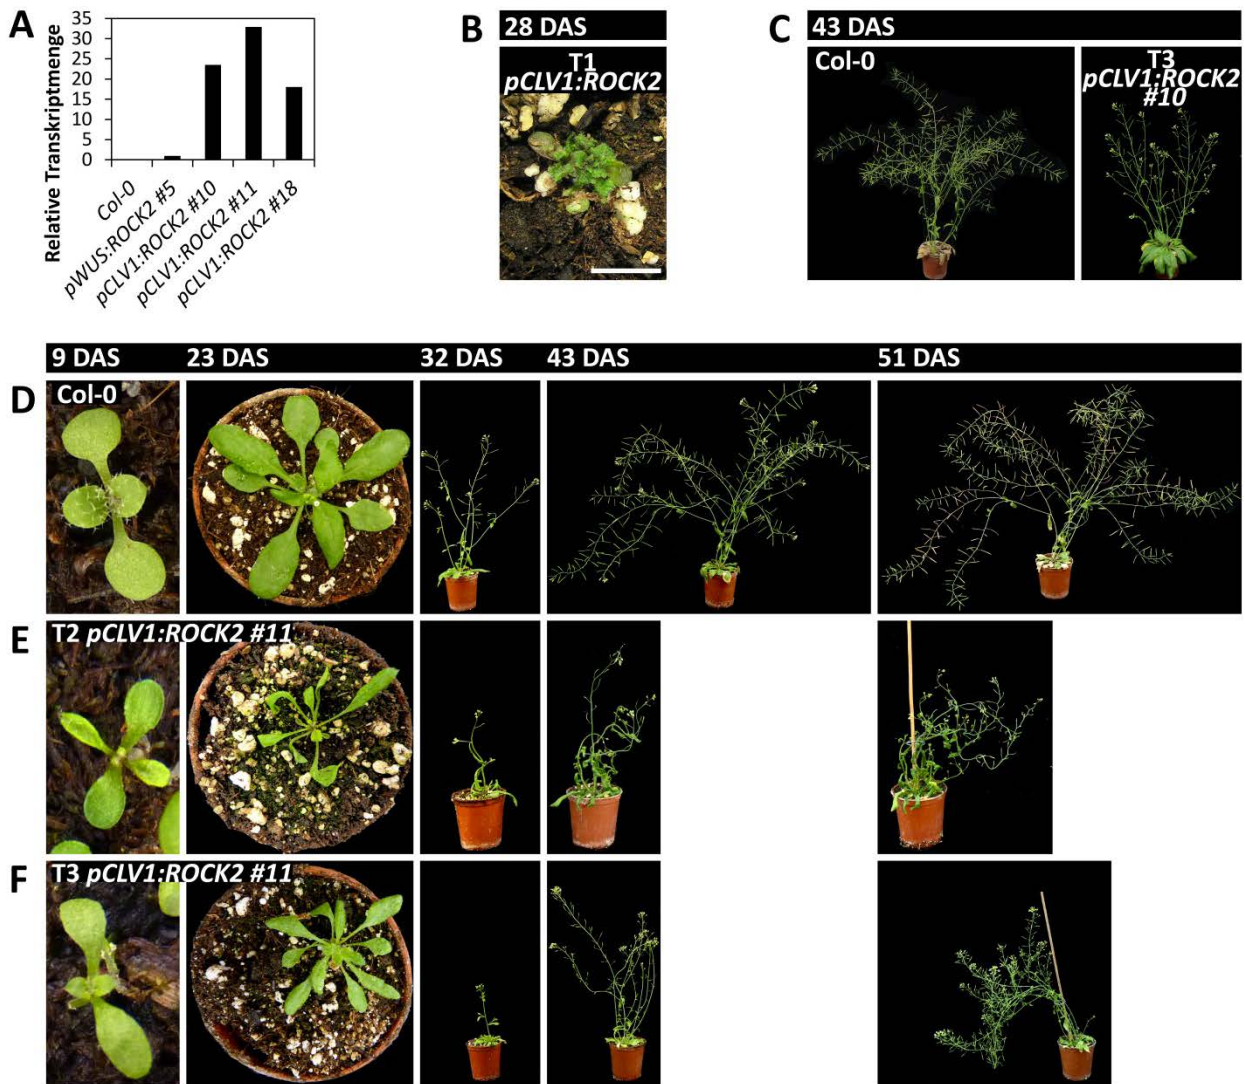 A
Relative Transkriptmenge
35
30
25
20
15
10
5
0
Col-0
pWUS:ROCK2 #5
pCLV1:ROCK2 #10
pCLV1:ROCK2 #11
pCLV1:ROCK2 #18
B
28 DAS
T1
pCLV1:ROCK2
C
43 DAS
Col-0
T3
pCLV1:ROCK2
#10
9 DAS
23 DAS
32 DAS
43 DAS
51 DAS
D
Col-0
E
T2 pCLV1:ROCK2 #11
F
T3 pCLV1:ROCK2 #11